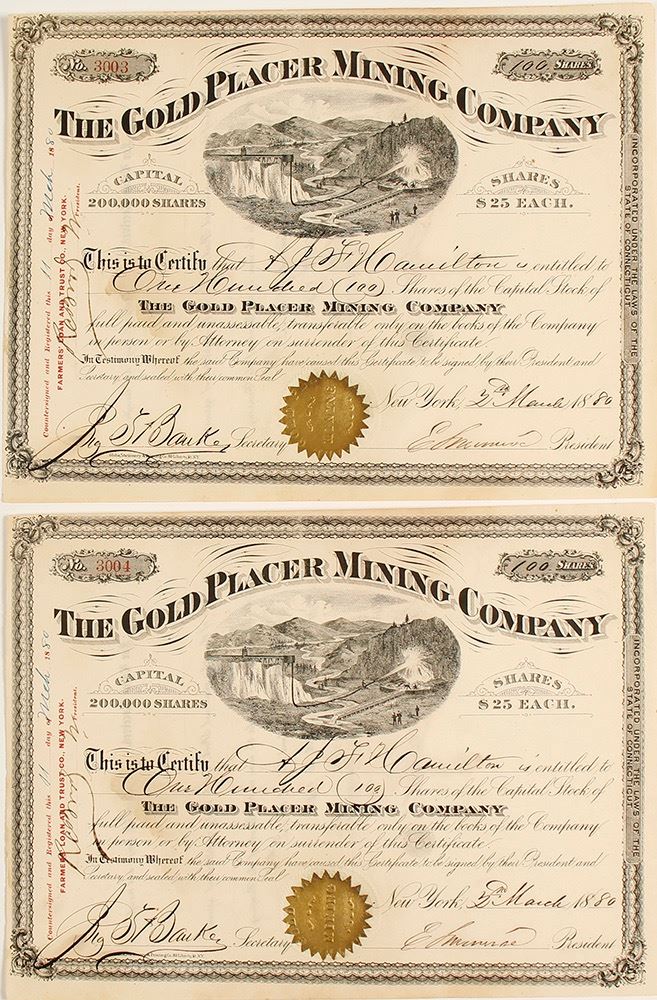 No. 3003
100 SHARES
THE GOLD PLACER MINING COMPANY
CAPITAL
200,000 SHARES
SHARES
$25 EACH.
INCORPORATED UNDER THE LAWS OF THE
STATE OF CONNECTICUT
Countersigned and Registered this 11 day Mch 1880
FARMERS' LOAN AND TRUST CO., NEW YORK.
President.
This is to Certify that A J F Hamilton is entitled to
One Hundred (100) Shares of the Capital Stock of
THE GOLD PLACER MINING COMPANY
full paid and unassessable, transferable only on the books of the Company
in person or by Attorney on surrender of this Certificate
In Testimony Whereof the said Company have caused this Certificate to be signed by their President and
Secretary and sealed with their common Seal
New York, March 1880
Secretary
President
MINING
No. 3004
100 SHARES
THE GOLD PLACER MINING COMPANY
CAPITAL
200,000 SHARES
SHARES
$25 EACH.
INCORPORATED UNDER THE LAWS OF THE
STATE OF CONNECTICUT
Countersigned and Registered this 11 day of Mch 1880
FARMERS' LOAN AND TRUST CO., NEW YORK.
President.
This is to Certify that A J F Hamilton is entitled to
One Hundred (100) Shares of the Capital Stock of
THE GOLD PLACER MINING COMPANY
full paid and unassessable, transferable only on the books of the Company
in person or by Attorney on surrender of this Certificate
In Testimony Whereof the said Company have caused this Certificate to be signed by their President and
Secretary and sealed with their common Seal
New York, March 1880
Secretary
President
MINING